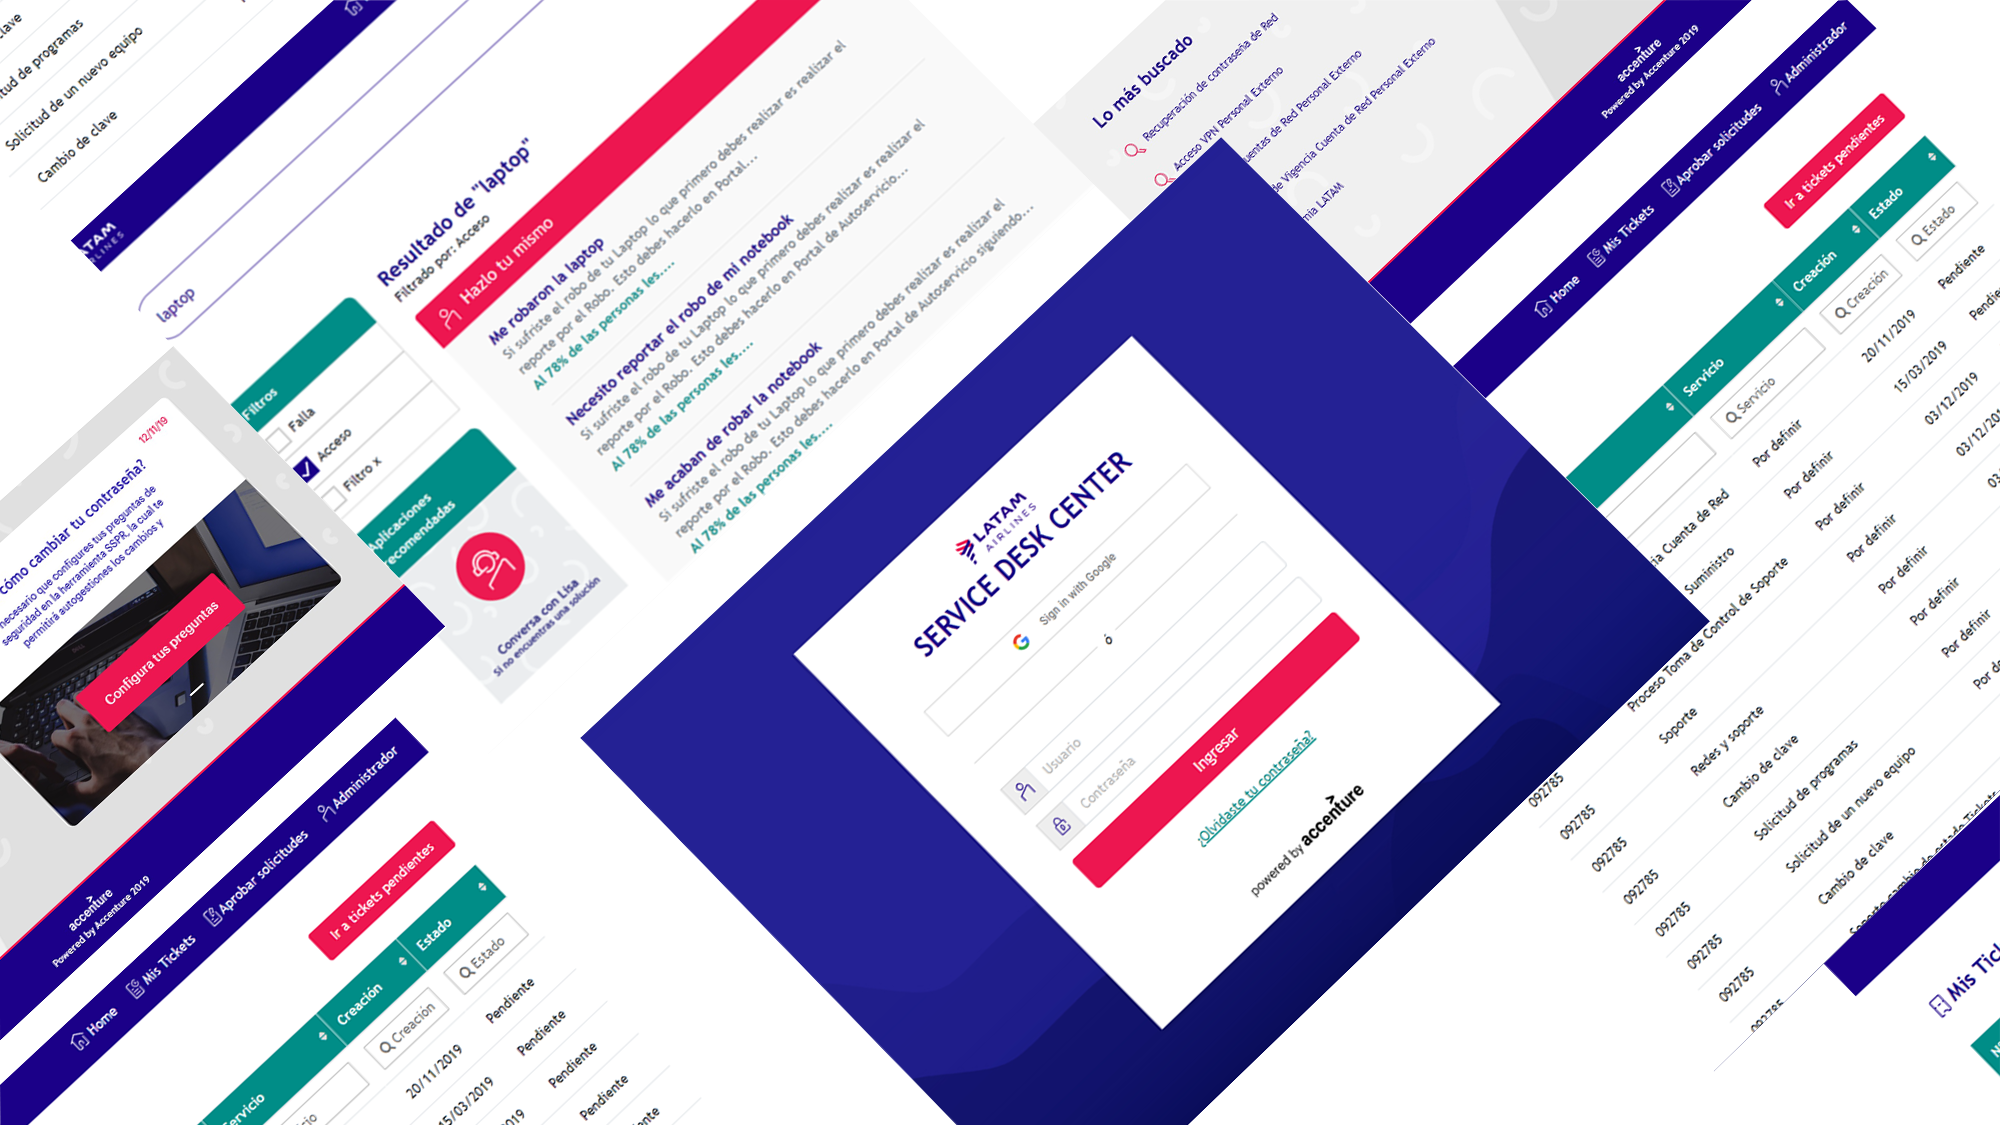 clave
tud de programas
Solicitud de un nuevo equipo
Cambio de clave
TAM
RLINES
laptop
Resultado de "laptop"
Filtrado por: Acceso
Hazlo tu mismo
Me robaron la laptop
Si sufriste el robo de tu Laptop lo que primero debes realizar es realizar el
reporte por el Robo. Esto debes hacerlo en Portal...
Al 78% de las personas les....
Necesito reportar el robo de mi notebook
Si sufriste el robo de tu Laptop lo que primero debes realizar es realizar el
reporte por el Robo. Esto debes hacerlo en Portal de Autoservicio...
Al 78% de las personas les....
Me acaban de robar la notebook
Si sufriste el robo de tu Laptop lo que primero debes realizar es realizar el
reporte por el Robo. Esto debes hacerlo en Portal de Autoservicio siguiendo...
Al 78% de las personas les....
Filtros
Falla
Acceso
Filtro x
Aplicaciones
ecomendadas
Conversa con Lisa
Si no encuentras una solución
12/11/19
cómo cambiar tu contraseña?
necesario que configures tus preguntas de
seguridad en la herramienta SSPR, la cual te
permitirá autogestiones los cambios y
Configura tus preguntas
accenture
Powered by Accenture 2019
Home
Mis Tickets
Aprobar solicitudes
Administrador
Ir a tickets pendientes
ervicio
Creación
Estado
icio
Creación
Estado
20/11/2019
Pendiente
15/03/2019
Pendiente
2019
Pendiente
Pendiente
iente
Lo más buscado
Recuperación de contraseña de Red
Acceso VPN Personal Externo
uentas de Red Personal Externo
de Vigencia Cuenta de Red Personal Externo
mia LATAM
LATAM
AIRLINES
SERVICE DESK CENTER
Sign in with Google
ó
Usuario
Contraseña
Ingresar
¿Olvidaste tu contraseña?
powered by accenture
accenture
Powered by Accenture 2019
Home
Mis Tickets
Aprobar solicitudes
Administrador
Ir a tickets pendientes
Servicio
Creación
Estado
Servicio
Creación
Estado
ia Cuenta de Red
Por definir
20/11/2019
Pendiente
Suministro
Por definir
15/03/2019
Pendie
Proceso Toma de Control de Soporte
Por definir
03/12/2019
Soporte
Por definir
03/12/201
Redes y soporte
Por definir
03
Cambio de clave
Por definir
Solicitud de programas
Por definir
Solicitud de un nuevo equipo
Por de
Cambio de clave
092785
092785
092785
092785
092785
092785
092785
092785
Mis Tic